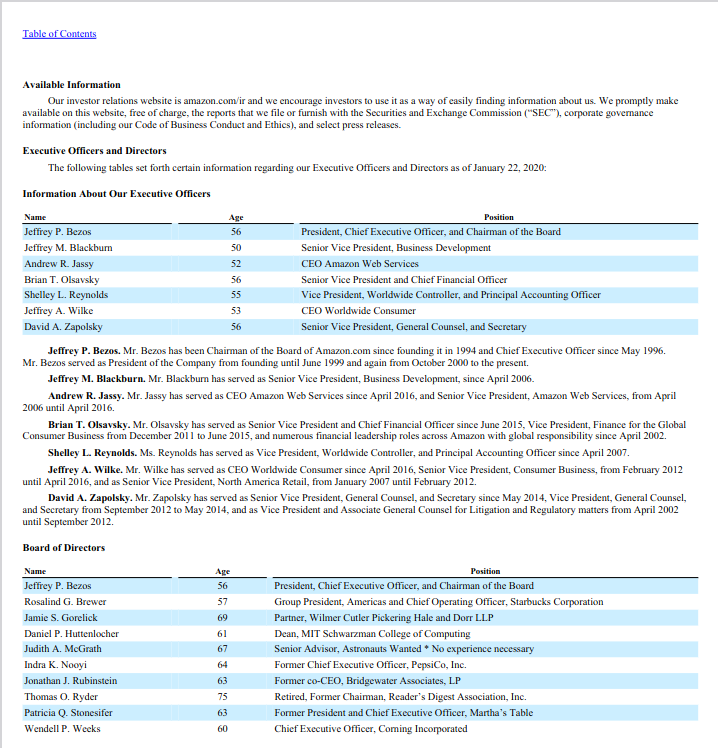 Table of Contents
Available Information
Our investor relations website is amazon.com/ir and we encourage investors to use it as a way of easily finding information about us. We promptly make
available on this website, free of charge, the reports that we file or furnish with the Securities and Exchange Commission (“SEC”), corporate governance
information (including our Code of Business Conduct and Ethics), and select press releases.
Executive Officers and Directors
The following tables set forth certain information regarding our Executive Officers and Directors as of January 22, 2020:
Information About Our Executive Officers
Name Age Position
Jeffrey P. Bezos 56 President, Chief Executive Officer, and Chairman of the Board
Jeffrey M. Blackburn 50 Senior Vice President, Business Development
Andrew R. Jassy 52 CEO Amazon Web Services
Brian T. Olsavsky 56 Senior Vice President and Chief Financial Officer
Shelley L. Reynolds 55 Vice President, Worldwide Controller, and Principal Accounting Officer
Jeffrey A. Wilke 53 CEO Worldwide Consumer
David A. Zapolsky 56 Senior Vice President, General Counsel, and Secretary
Jeffrey P. Bezos. Mr. Bezos has been Chairman of the Board of Amazon.com since founding it in 1994 and Chief Executive Officer since May 1996.
Mr. Bezos served as President of the Company from founding until June 1999 and again from October 2000 to the present.
Jeffrey M. Blackburn. Mr. Blackburn has served as Senior Vice President, Business Development, since April 2006.
Andrew R. Jassy. Mr. Jassy has served as CEO Amazon Web Services since April 2016, and Senior Vice President, Amazon Web Services, from April
2006 until April 2016.
Brian T. Olsavsky. Mr. Olsavsky has served as Senior Vice President and Chief Financial Officer since June 2015, Vice President, Finance for the Global
Consumer Business from December 2011 to June 2015, and numerous financial leadership roles across Amazon with global responsibility since April 2002.
Shelley L. Reynolds. Ms. Reynolds has served as Vice President, Worldwide Controller, and Principal Accounting Officer since April 2007.
Jeffrey A. Wilke. Mr. Wilke has served as CEO Worldwide Consumer since April 2016, Senior Vice President, Consumer Business, from February 2012
until April 2016, and as Senior Vice President, North America Retail, from January 2007 until February 2012.
David A. Zapolsky. Mr. Zapolsky has served as Senior Vice President, General Counsel, and Secretary since May 2014, Vice President, General Counsel,
and Secretary from September 2012 to May 2014, and as Vice President and Associate General Counsel for Litigation and Regulatory matters from April 2002
until September 2012.
Board of Directors
Name Age Position
Jeffrey P. Bezos 56 President, Chief Executive Officer, and Chairman of the Board
Rosalind G. Brewer 57 Group President, Americas and Chief Operating Officer, Starbucks Corporation
Jamie S. Gorelick 69 Partner, Wilmer Cutler Pickering Hale and Dorr LLP
Daniel P. Huttenlocher 61 Dean, MIT Schwarzman College of Computing
Judith A. McGrath 67 Senior Advisor, Astronauts Wanted * No experience necessary
Indra K. Nooyi 64 Former Chief Executive Officer, PepsiCo, Inc.
Jonathan J. Rubinstein 63 Former co-CEO, Bridgewater Associates, LP
Thomas O. Ryder 75 Retired, Former Chairman, Reader’s Digest Association, Inc.
Patricia Q. Stonesifer 63 Former President and Chief Executive Officer, Martha’s Table
Wendell P. Weeks 60 Chief Executive Officer, Corning Incorporated